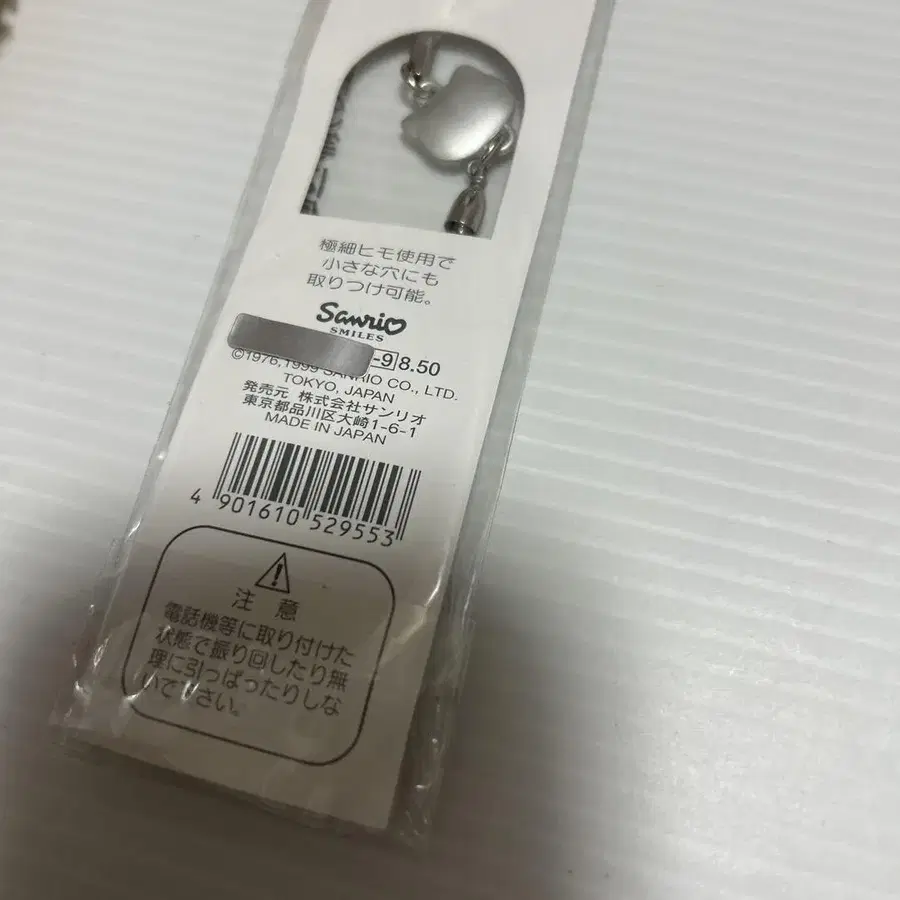 極細ヒモ使用で
小さな穴にも
取りつけ可能。
Sanrio
SMILES
-9 8.50
©1976,1999 SANRIO CO., LTD.
TOKYO, JAPAN
発売元 株式会社サンリオ
東京都品川区大崎1-6-1
MADE IN JAPAN
4 901610 529553
注 意
電話機等に取り付けた
状態で振り回したり無
理に引っぱったりしな
いで下さい。